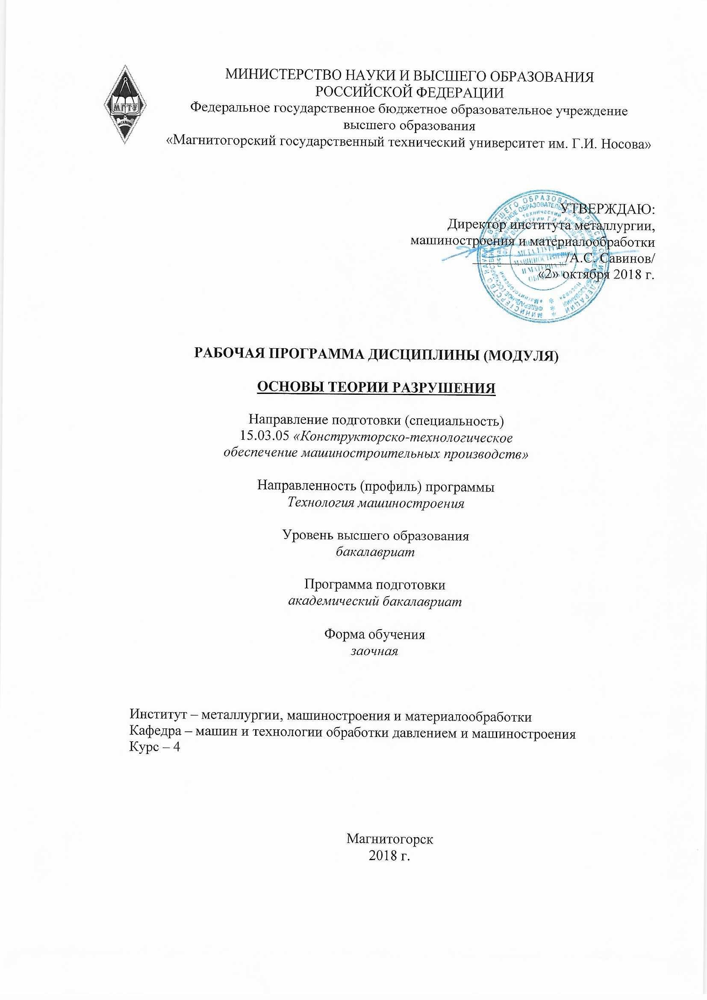 МИНИСТЕРСТВО НАУКИ И ВЫСШЕГО ОБРАЗОВАНИЯ
РОССИЙСКОЙ ФЕДЕРАЦИИ
Федеральное государственное бюджетное образовательное учреждение
высшего образования
«Магнитогорский государственный технический университет им. Г.И. Носова»
МГТУ
УТВЕРЖДАЮ:
Директор института металлургии,
машиностроения и материалообработки
/А.С. Савинов/
«2» октября 2018 г.
РАБОЧАЯ ПРОГРАММА ДИСЦИПЛИНЫ (МОДУЛЯ)
ОСНОВЫ ТЕОРИИ РАЗРУШЕНИЯ
Направление подготовки (специальность)
15.03.05 «Конструкторско-технологическое
обеспечение машиностроительных производств»
Направленность (профиль) программы
Технология машиностроения
Уровень высшего образования
бакалавриат
Программа подготовки
академический бакалавриат
Форма обучения
заочная
Институт – металлургии, машиностроения и материалообработки
Кафедра – машин и технологии обработки давлением и машиностроения
Курс – 4
Магнитогорск
2018 г.